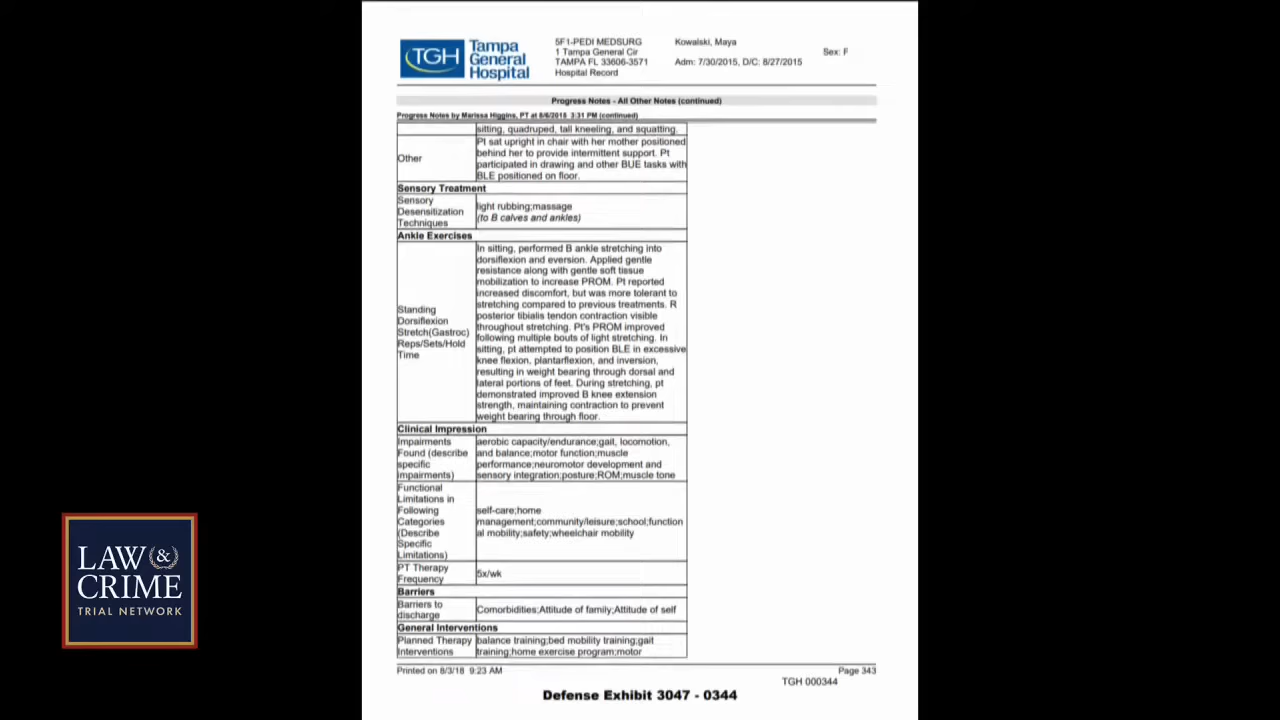 TGH
Tampa
General
Hospital
5F1-PEDI MEDSURG
1 Tampa General Cir
TAMPA FL 33606-3571
Hospital Record
Kowalski, Maya
Adm: 7/30/2015, D/C: 8/27/2015
Sex: F
Progress Notes - All Other Notes (continued)
Progress Notes by Marissa Higgins, PT at 8/6/2015 3:31 PM (continued)
sitting, quadruped, tall kneeling, and squatting.
Other
Pt sat upright in chair with her mother positioned
behind her to provide intermittent support. Pt
participated in drawing and other BUE tasks with
BLE positioned on floor.
Sensory Treatment
Sensory
Desensitization
Techniques
light rubbing;massage
(to B calves and ankles)
Ankle Exercises
Standing
Dorsiflexion
Stretch(Gastroc)
Reps/Sets/Hold
Time
In sitting, performed B ankle stretching into
dorsiflexion and eversion. Applied gentle
resistance along with gentle soft tissue
mobilization to increase PROM. Pt reported
increased discomfort, but was more tolerant to
stretching compared to previous treatments. R
posterior tibialis tendon contraction visible
throughout stretching. Pt's PROM improved
following multiple bouts of light stretching. In
sitting, pt attempted to position BLE in excessive
knee flexion, plantarflexion, and inversion,
resulting in weight bearing through dorsal and
lateral portions of feet. During stretching, pt
demonstrated improved B knee extension
strength, maintaining contraction to prevent
weight bearing through floor.
Clinical Impression
Impairments
Found (describe
specific
impairments)
aerobic capacity/endurance;gait, locomotion,
and balance;motor function;muscle
performance;neuromotor development and
sensory integration;posture;ROM;muscle tone
Functional
Limitations in
Following
Categories
(Describe
Specific
Limitations)
self-care;home
management;community/leisure;school;function
al mobility;safety;wheelchair mobility
PT Therapy
Frequency
5x/wk
Barriers
Barriers to
discharge
Comorbidities;Attitude of family;Attitude of self
General Interventions
Planned Therapy
Interventions
balance training;bed mobility training;gait
training;home exercise program;motor
Printed on 8/3/18 9:23 AM
Page 343
TGH 000344
Defense Exhibit 3047 - 0344
LAW &
CRIME
TRIAL NETWORK